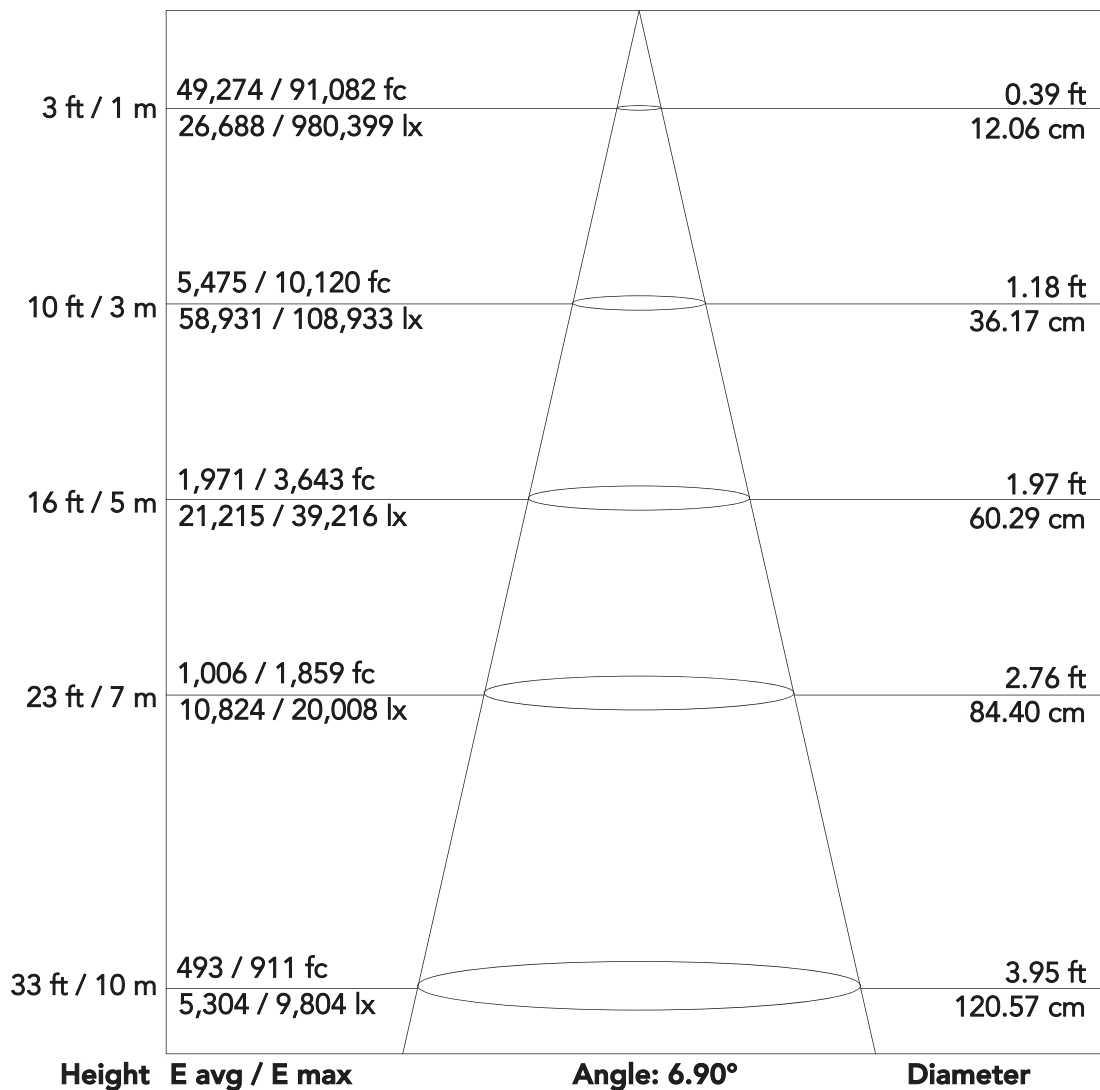 49,274 / 91,082 fc
3 ft / 1 m
0.39 ft
26,688 / 980,399 lx
12.06 cm
5,475 / 10,120 fc
10 ft / 3 m
1.18 ft
58,931 / 108,933 lx
36.17 cm
1,971 / 3,643 fc
16 ft / 5 m
1.97 ft
21,215 / 39,216 lx
60.29 cm
1,006 / 1,859 fc
23 ft / 7 m
2.76 ft
10,824 / 20,008 lx
84.40 cm
493 / 911 fc
33 ft / 10 m
3.95 ft
5,304 / 9,804 lx
120.57 cm
Height E avg / E max Angle: 6.90° Diameter